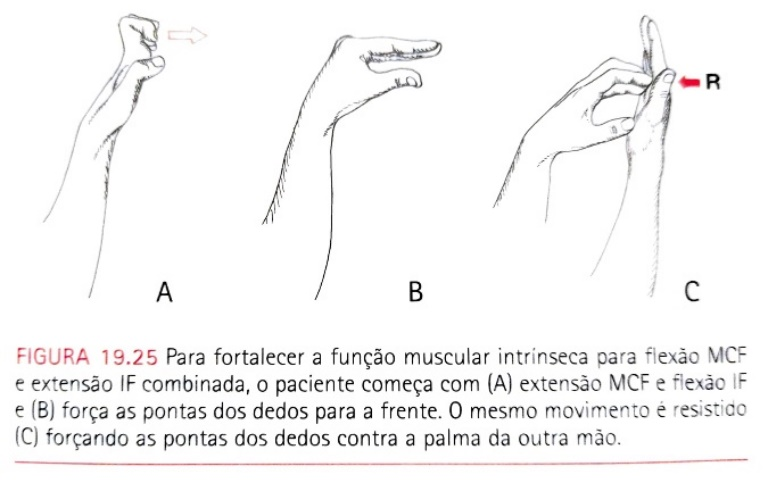 R
A
B
C
FIGURA 19.25 Para fortalecer a função muscular intrínseca para flexão MCF
e extensão IF combinada, o paciente começa com (A) extensão MCF e flexão IF
e (B) força as pontas dos dedos para a frente. O mesmo movimento é resistido
(C) forçando as pontas dos dedos contra a palma da outra mão.